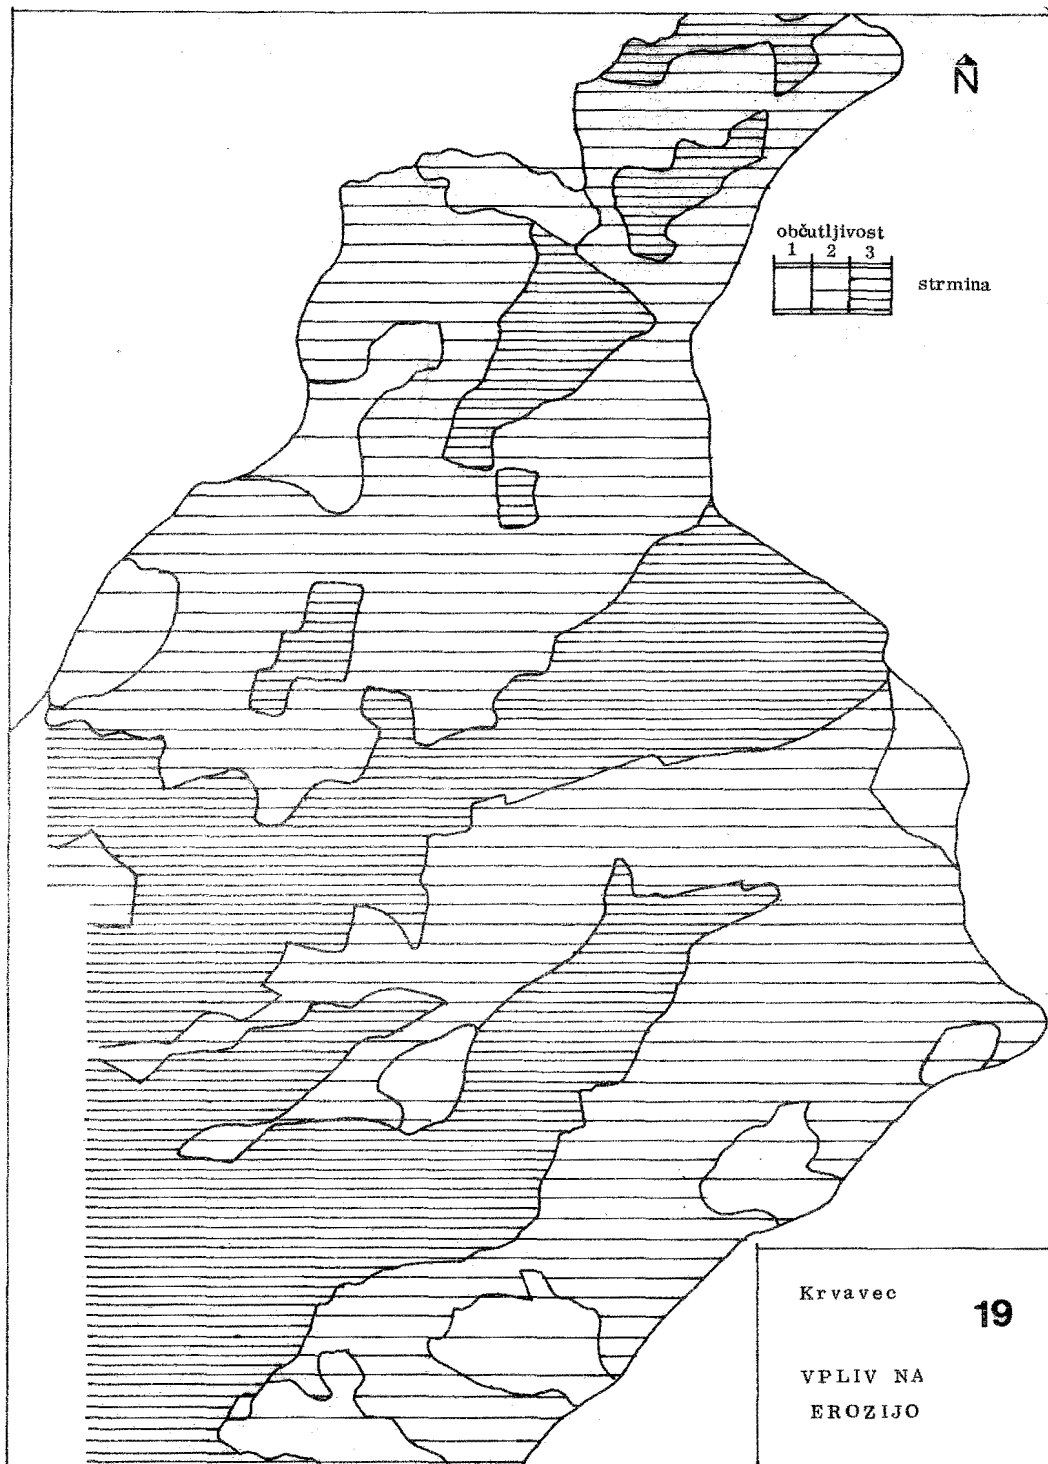 N
občutljivost
1 2 3
strmina
Krvavec
19
VPLIV NA
EROZIJO